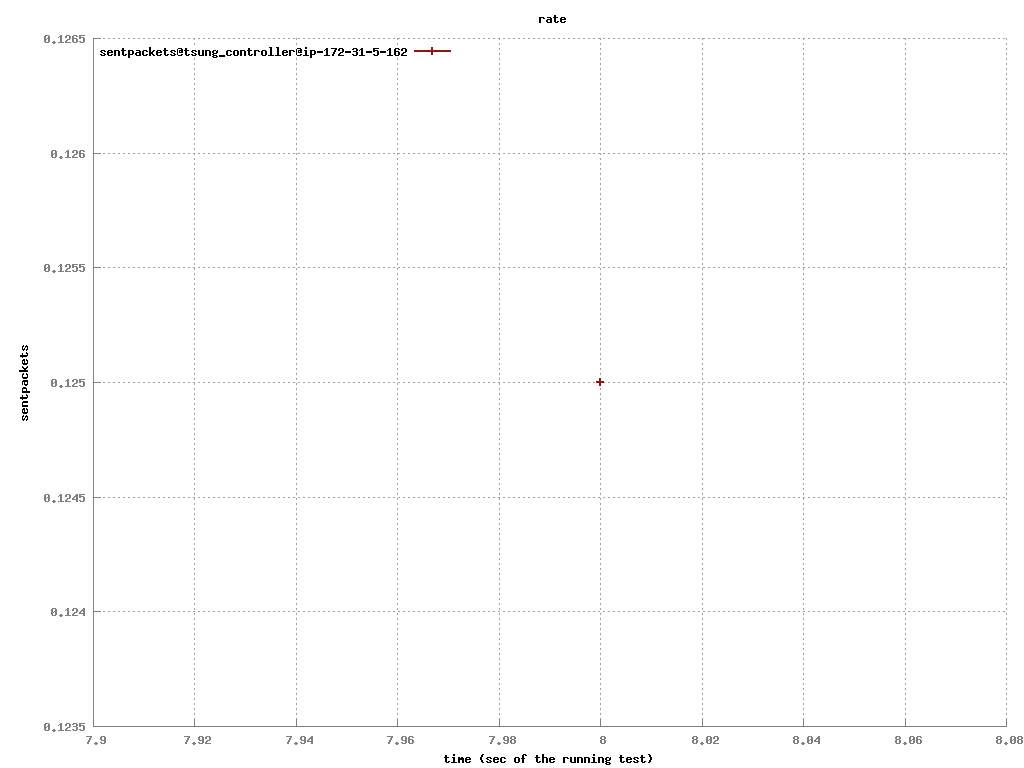 rate
0.1265
sentpackets@tsung_controller@ip-172-31-5-162
0.126
0.1255
sentpackets
0.125
0.1245
0.124
0.1235
7.9 7.92 7.94 7.96 7.98 8 8.02 8.04 8.06 8.08
time (sec of the running test)